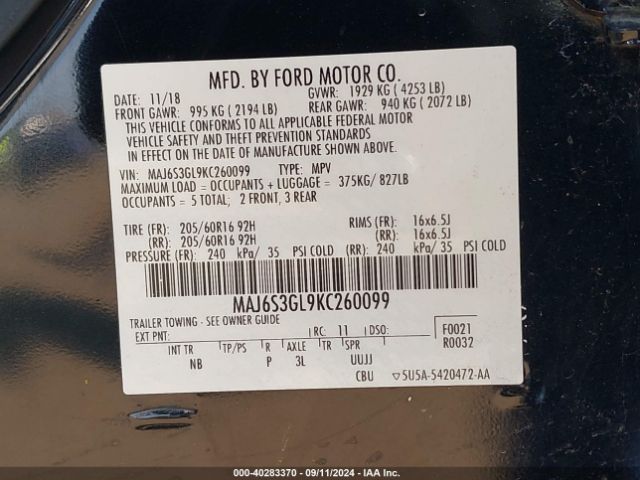 MFD. BY FORD MOTOR CO.
DATE: 11/18 GVWR: 1929 KG ( 4253 LB)
FRONT GAWR: 995 KG ( 2194 LB) REAR GAWR: 940 KG ( 2072 LB)
THIS VEHICLE CONFORMS TO ALL APPLICABLE FEDERAL MOTOR
VEHICLE SAFETY AND THEFT PREVENTION STANDARDS
IN EFFECT ON THE DATE OF MANUFACTURE SHOWN ABOVE.
VIN: MAJ6S3GL9KC260099 TYPE: MPV
MAXIMUM LOAD = OCCUPANTS + LUGGAGE = 375KG/ 827LB
OCCUPANTS = 5 TOTAL; 2 FRONT, 3 REAR
TIRE (FR): 205/60R16 92H RIMS (FR): 16x6.5J
(RR): 205/60R16 92H (RR): 16x6.5J
PRESSURE (FR): 240 kPa/ 35 PSI COLD (RR): 240 kPa/ 35 PSI COLD
MAJ6S3GL9KC260099
TRAILER TOWING - SEE OWNER GUIDE
EXT PNT: RC: 11 DSO: F0021
R0032
INT TR TP/PS R AXLE TR SPR
NB P 3L UUJJ
CBU ▽5U5A-5420472-AA
000-40283370 - 09/11/2024 - IAA Inc.